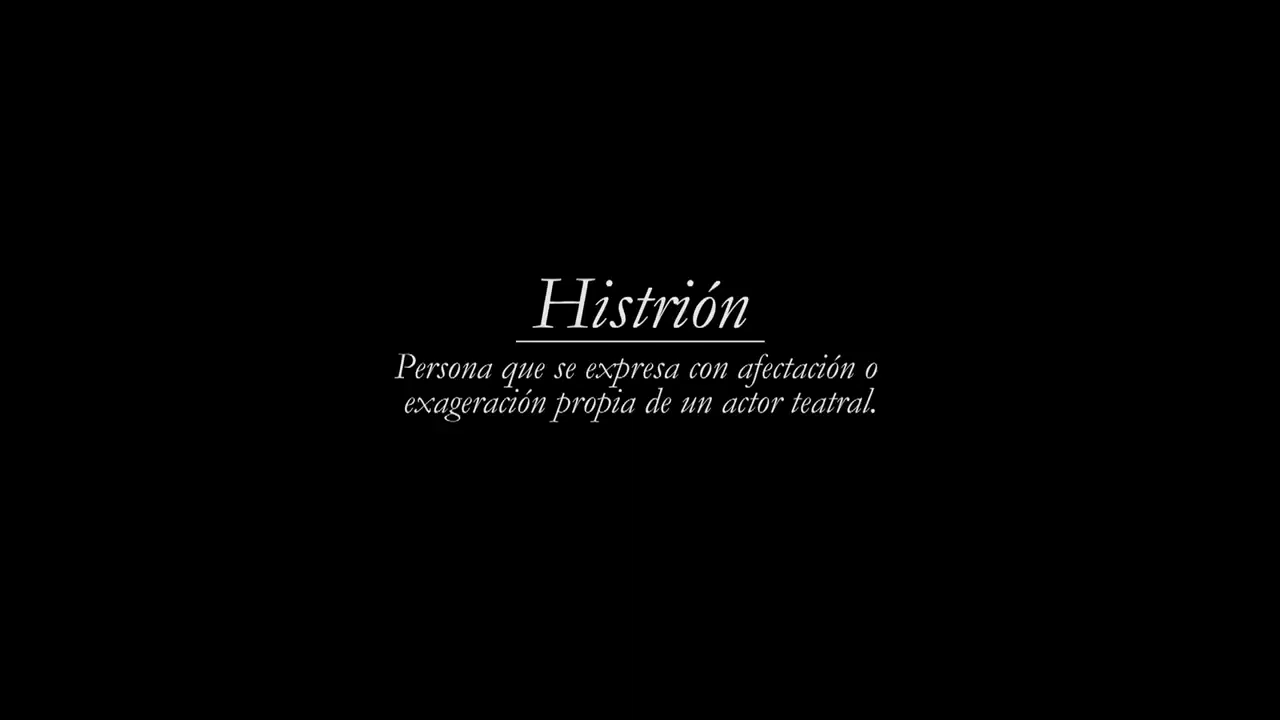 Histrión
Persona que se expresa con afectación o
exageración propia de un actor teatral.